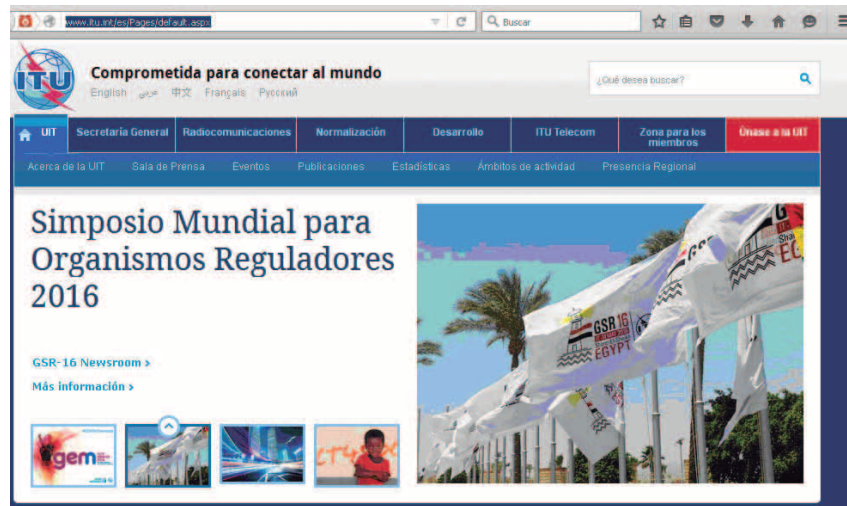 www.itu.int/es/Pages/default.aspx
Buscar
ITU
Comprometida para conectar al mundo
English عربي 中文 Français Русский
¿Qué desea buscar?
UIT Secretaría General Radiocomunicaciones Normalización Desarrollo ITU Telecom Zona para los miembros Únase a la UIT
Acerca de la UIT Sala de Prensa Eventos Publicaciones Estadísticas Ámbitos de actividad Presencia Regional
Simposio Mundial para
Organismos Reguladores
2016
GSR-16 Newsroom >
Más información >
GSR 16
EGYPT
gem